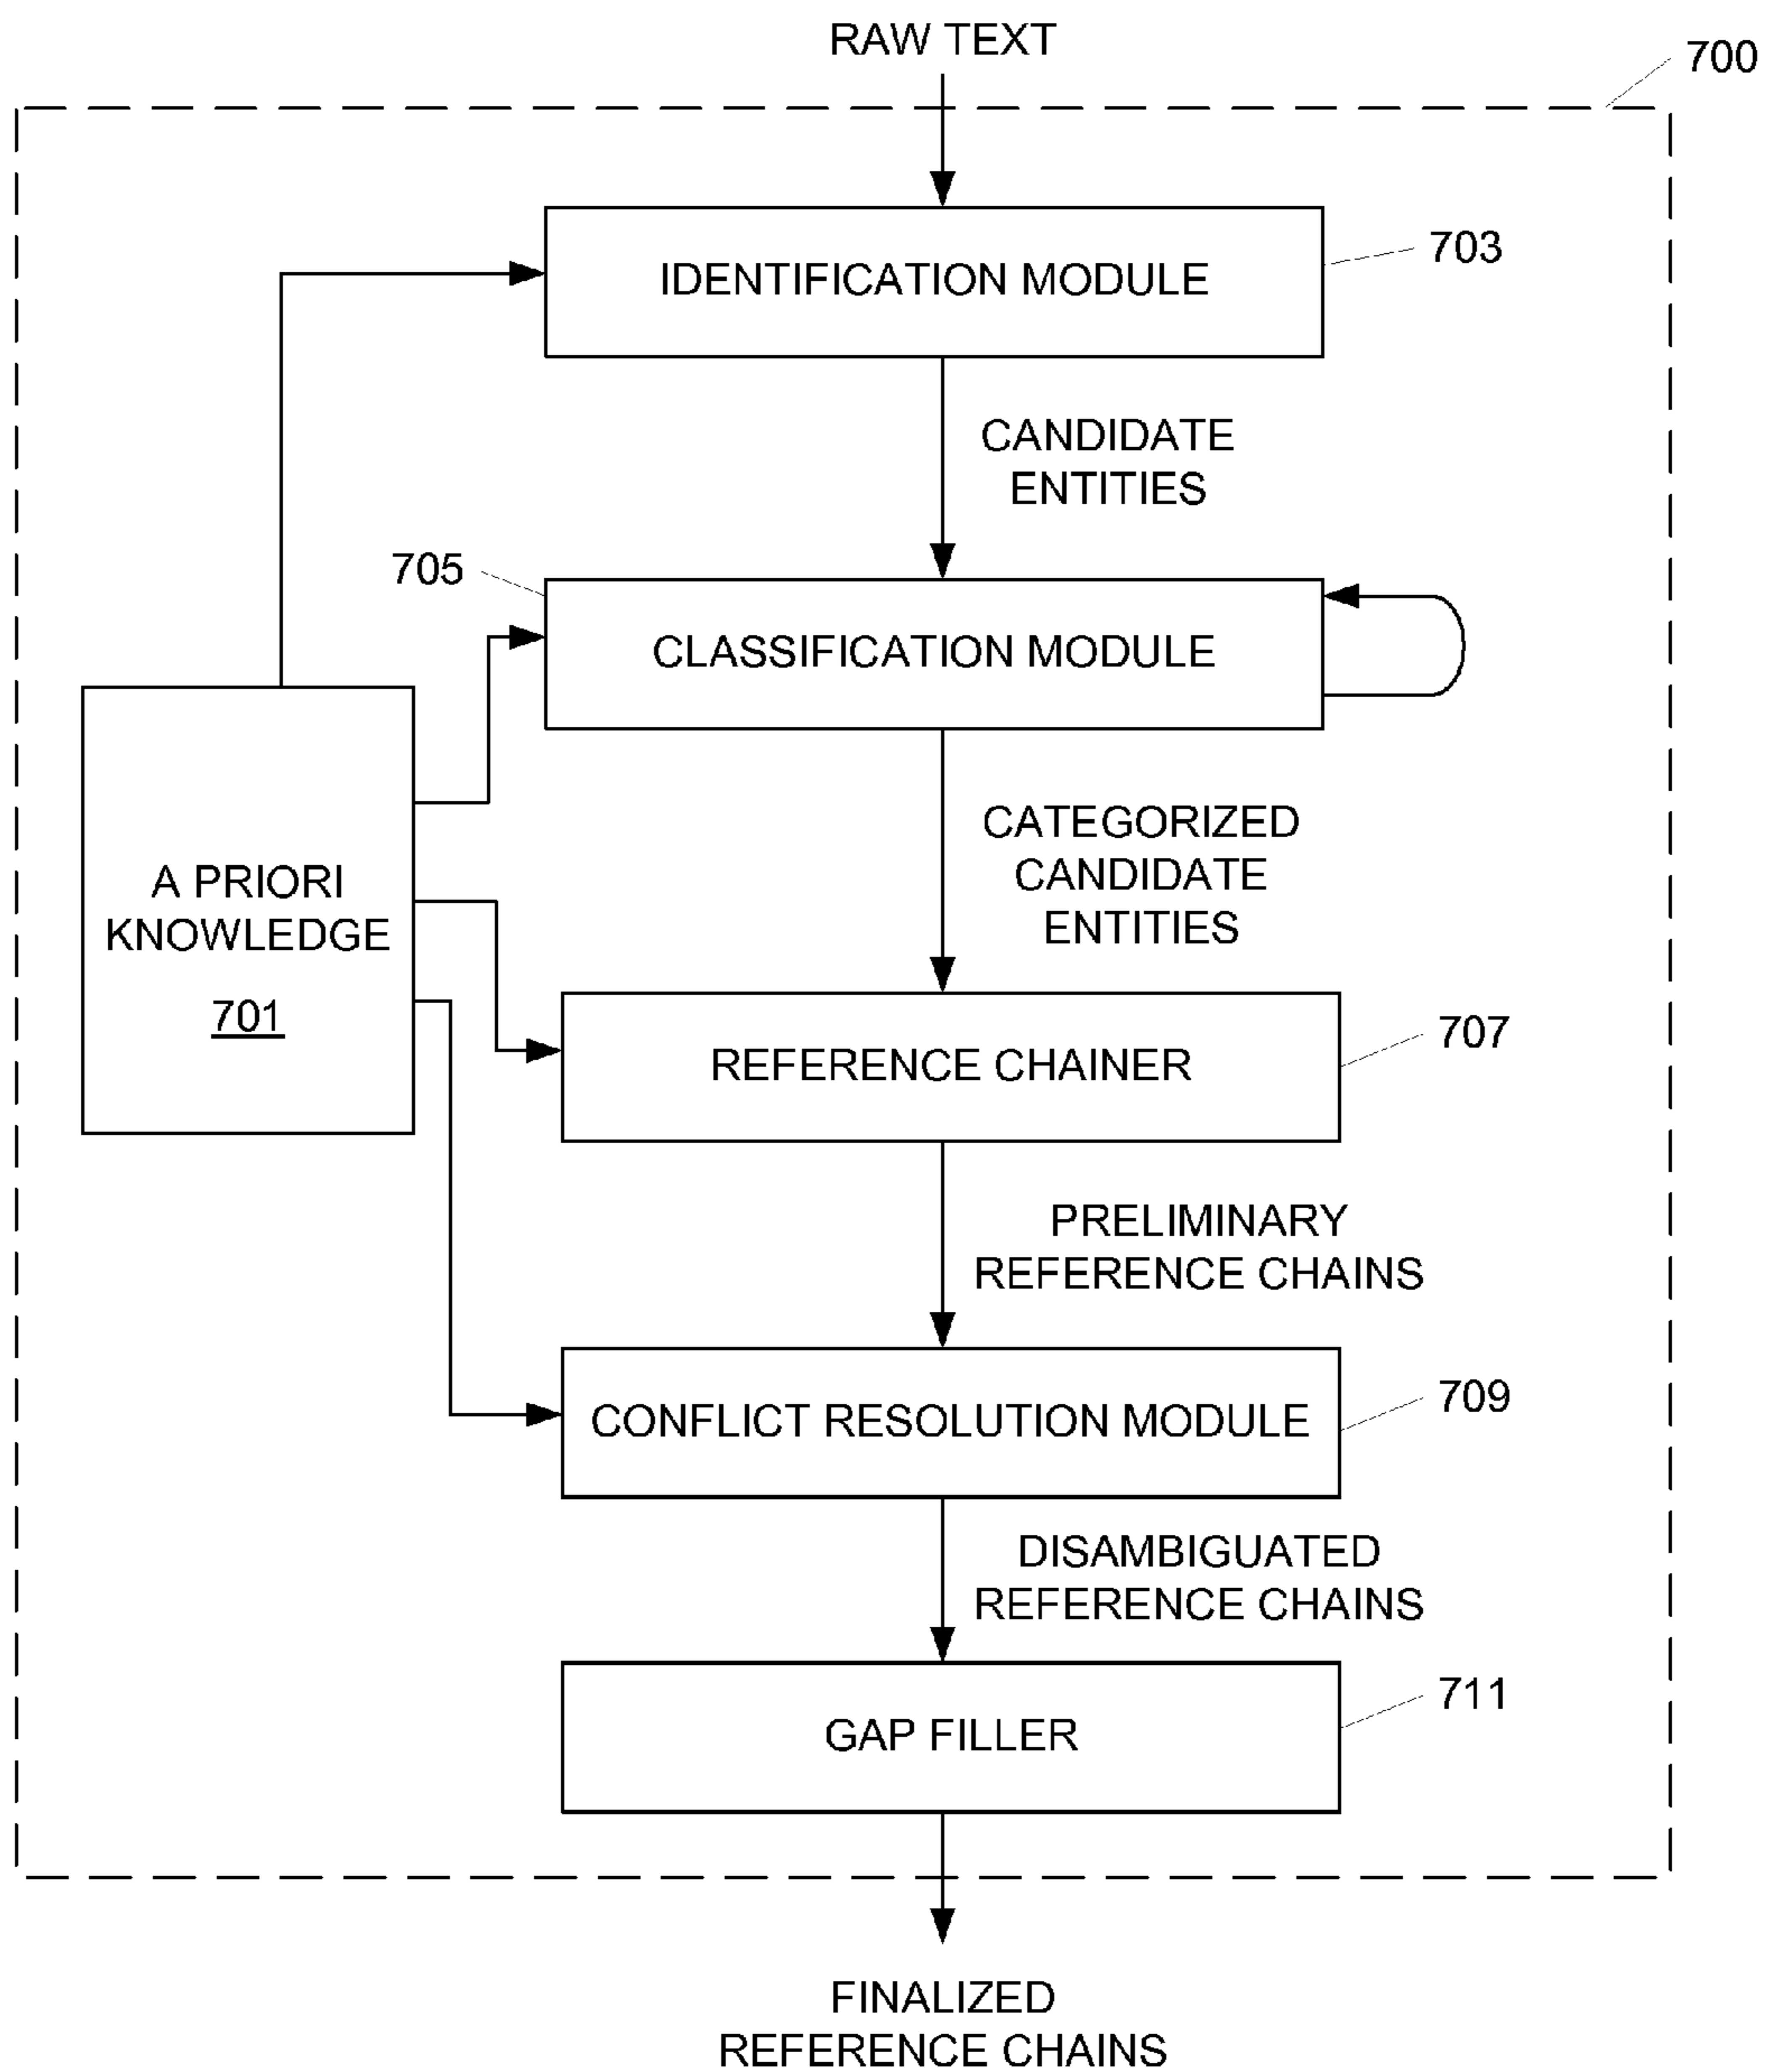 RAW TEXT
700
IDENTIFICATION MODULE
703
CANDIDATE
ENTITIES
705
CLASSIFICATION MODULE
CATEGORIZED
CANDIDATE
ENTITIES
A PRIORI
KNOWLEDGE
701
REFERENCE CHAINER
707
PRELIMINARY
REFERENCE CHAINS
CONFLICT RESOLUTION MODULE
709
DISAMBIGUATED
REFERENCE CHAINS
GAP FILLER
711
FINALIZED
REFERENCE CHAINS